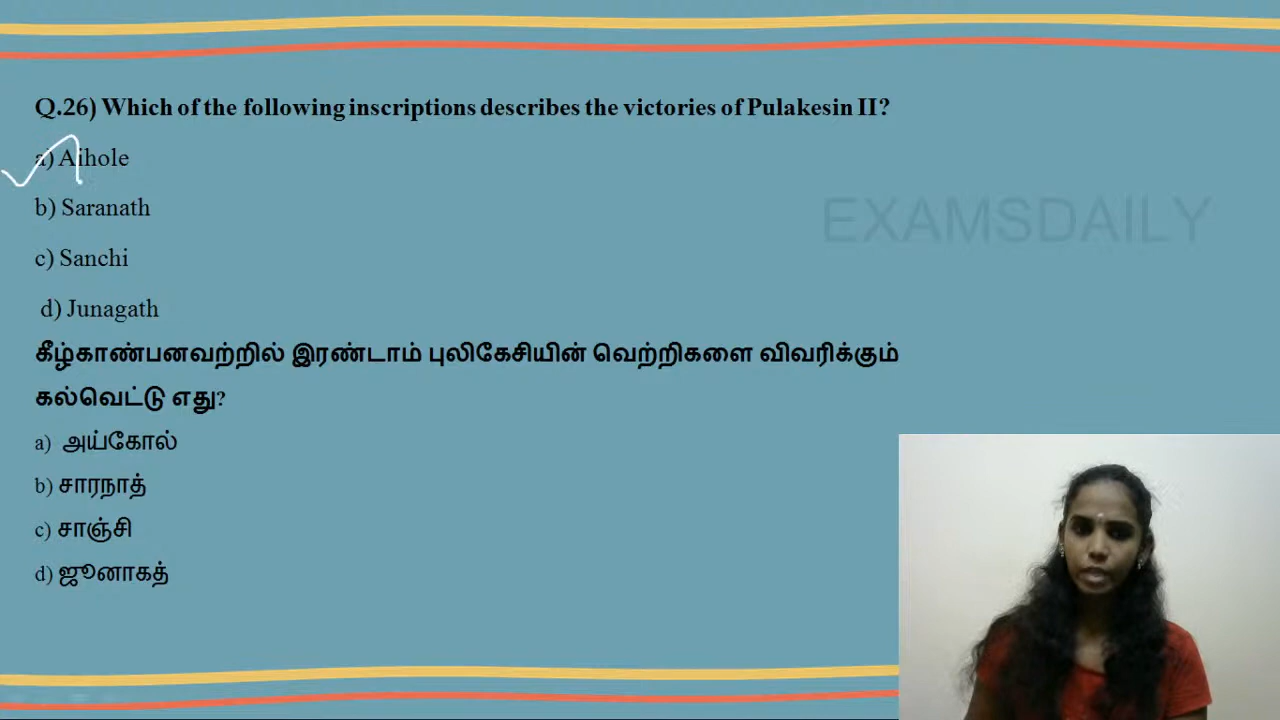 Q.26) Which of the following inscriptions describes the victories of Pulakesin II?
a) Aihole
b) Saranath
EXAMSDAILY
c) Sanchi
d) Junagath
கீழ்காண்பனவற்றில் இரண்டாம் புலிகேசியின் வெற்றிகளை விவரிக்கும்
கல்வெட்டு எது?
a) அய்கோல்
b) சாரநாத்
c) சாஞ்சி
d) ஜூனாகத்